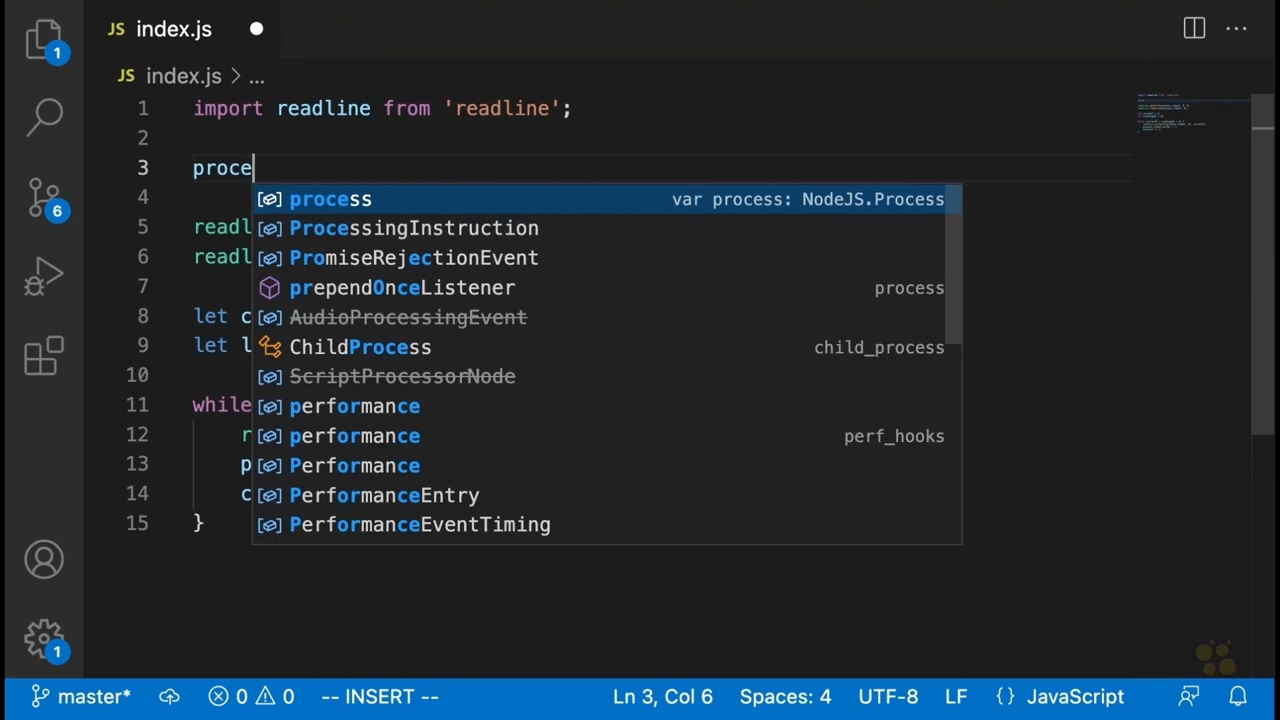 JS index.js
JS index.js > ...
1 import readline from 'readline';
2
3 proce
4
5 readl
6 readl
7
8 let c
9 let l
10
11 while
12 r
13 p
14 c
15 }
process var process: NodeJS.Process
ProcessingInstruction
PromiseRejectionEvent
prependOnceListener process
AudioProcessingEvent
ChildProcess child_process
ScriptProcessorNode
performance
performance perf_hooks
Performance
PerformanceEntry
PerformanceEventTiming
1
6
1
master* 0 0 -- INSERT -- Ln 3, Col 6 Spaces: 4 UTF-8 LF {} JavaScript